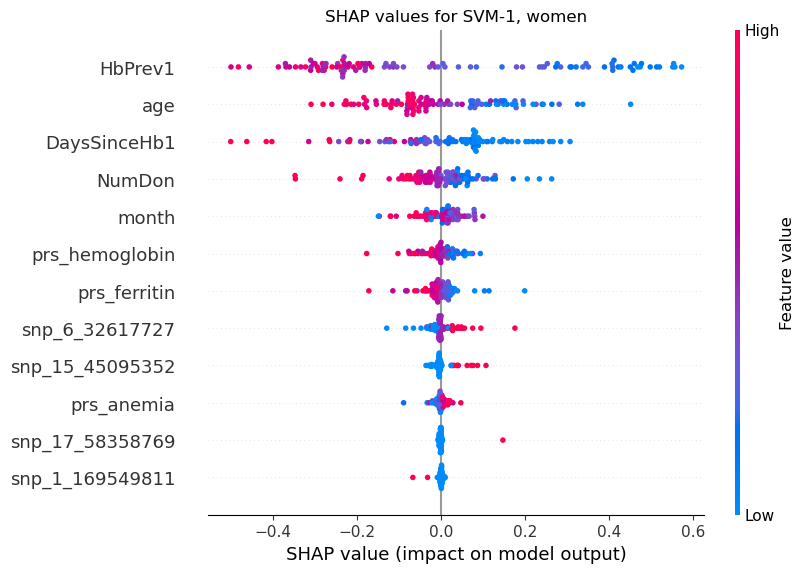 SHAP values for SVM-1, women
High
HbPrev1
age
DaysSinceHb1
NumDon
month
prs_hemoglobin
prs_ferritin
snp_6_32617727
snp_15_45095352
prs_anemia
snp_17_58358769
snp_1_169549811
Feature value
Low
−0.4 −0.2 0.0 0.2 0.4 0.6
SHAP value (impact on model output)